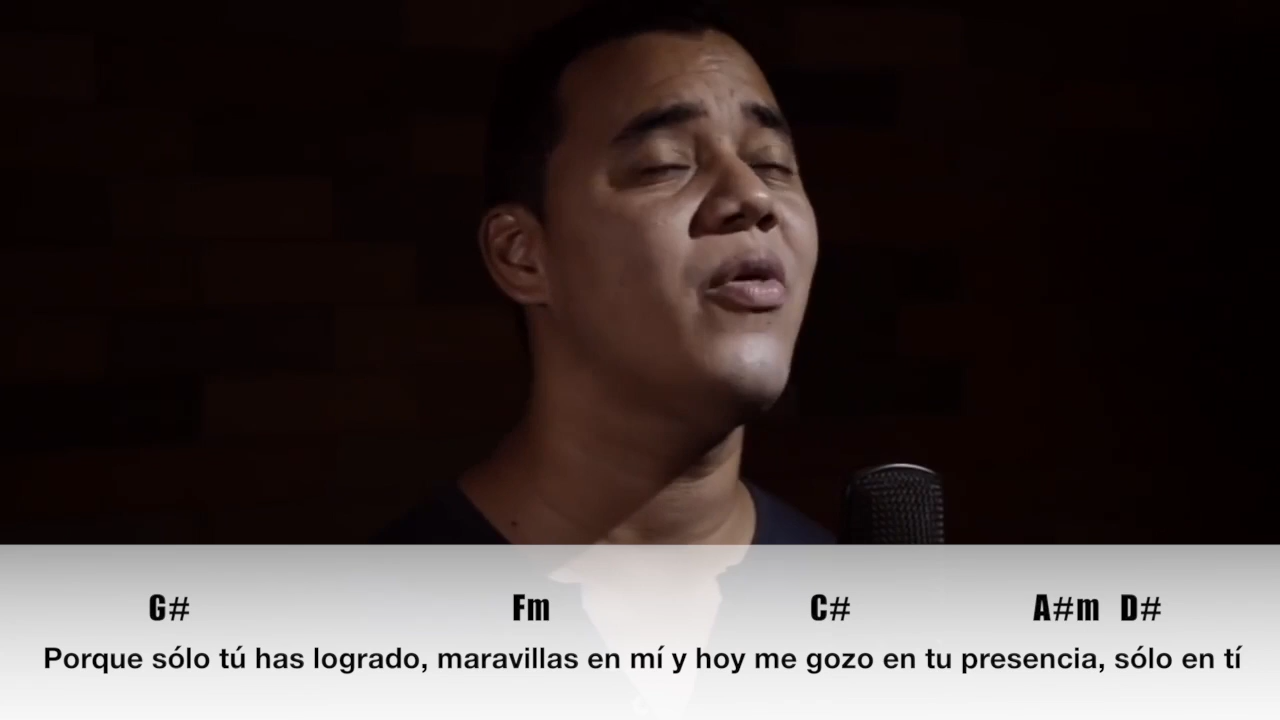 G# Fm C# A#m D#
Porque sólo tú has logrado, maravillas en mí y hoy me gozo en tu presencia, sólo en tí